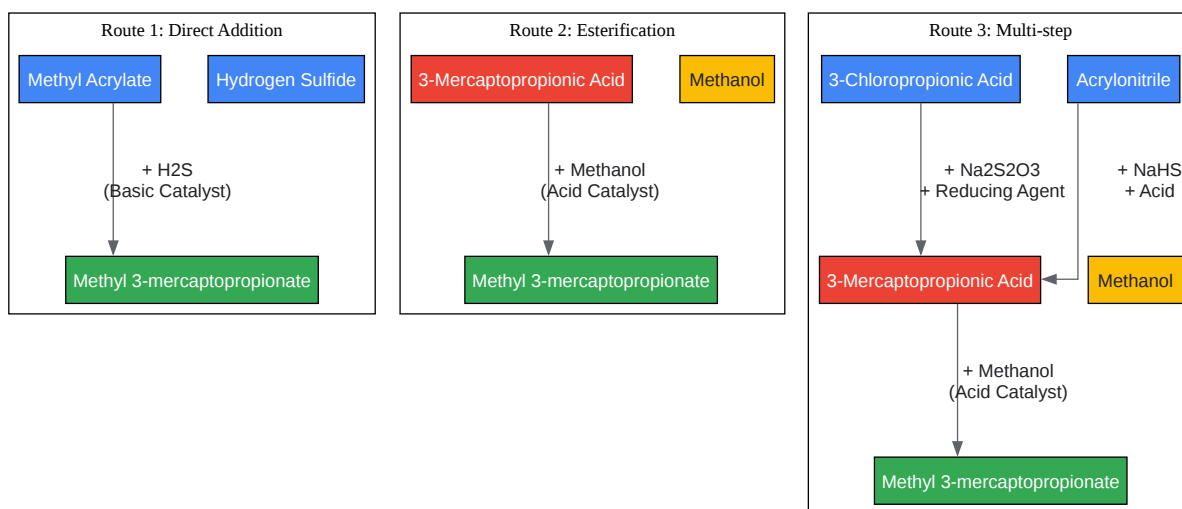 Route 1: Direct Addition
Methyl Acrylate
Hydrogen Sulfide
+ H2S
(Basic Catalyst)
Methyl 3-mercaptopropionate
Route 2: Esterification
3-Mercaptopropionic Acid
Methanol
+ Methanol
(Acid Catalyst)
Methyl 3-mercaptopropionate
Route 3: Multi-step
3-Chloropropionic Acid
Acrylonitrile
+ Na2S2O3
+ Reducing Agent
+ NaHS
+ Acid
3-Mercaptopropionic Acid
Methanol
+ Methanol
(Acid Catalyst)
Methyl 3-mercaptopropionate